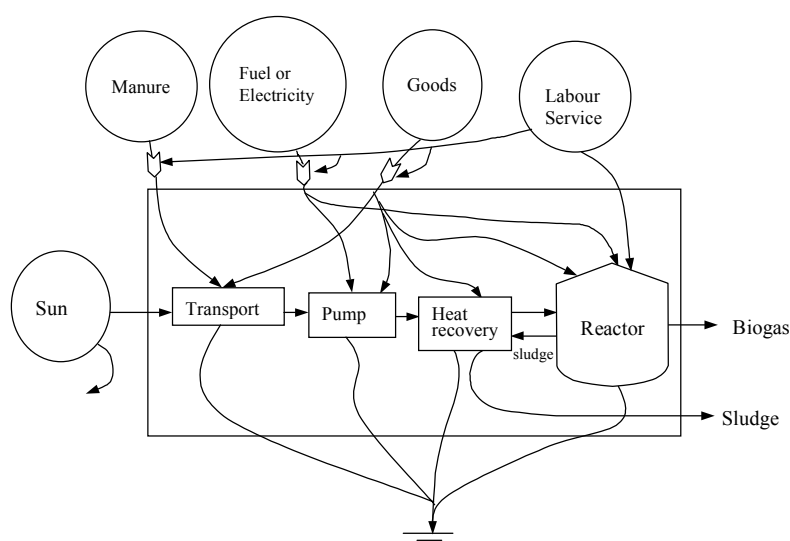 Manure
Fuel or
Electricity
Goods
Labour
Service
Sun
Transport
Pump
Heat
recovery
sludge
Reactor
Biogas
Sludge